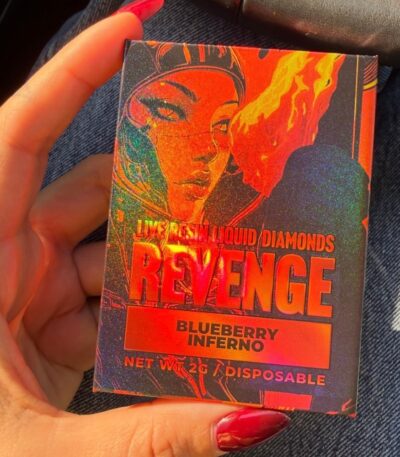 LIVE RESIN LIQUID DIAMONDS
REVENGE
BLUEBERRY
INFERNO
NET WT 2G / DISPOSABLE